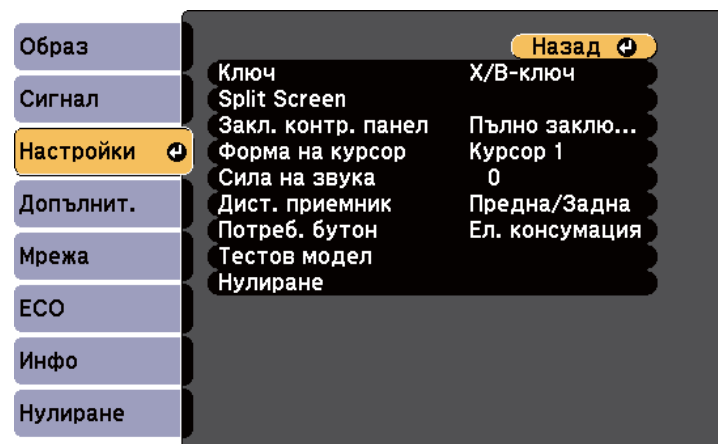 Образ
Сигнал
Настройки
Допълнит.
Мрежа
ECO
Инфо
Нулиране
Назад
Ключ Х/В-ключ
Split Screen
Закл. контр. панел Пълно заклю...
Форма на курсор Курсор 1
Сила на звука 0
Дист. приемник Предна/Задна
Потреб. бутон Ел. консумация
Тестов модел
Нулиране